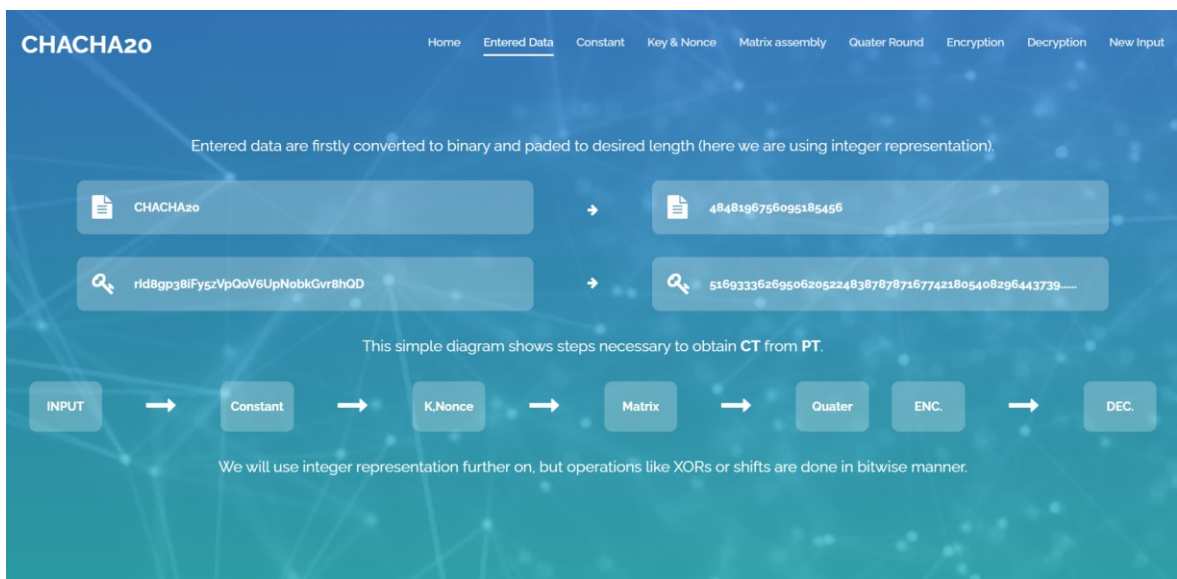 CHACHA20
Home Entered Data Constant Key & Nonce Matrix assembly Quater Round Encryption Decryption New Input
Entered data are firstly converted to binary and paded to desired length (here we are using integer representation).
CHACHA20 4848196756095185456
rId8gp38iFy5zVpQoV6UpNobkGvr8hQD 51693336269506205224838787871677421805408296443739......
This simple diagram shows steps necessary to obtain CT from PT.
INPUT Constant K,Nonce Matrix Quater ENC. DEC.
We will use integer representation further on, but operations like XORs or shifts are done in bitwise manner.